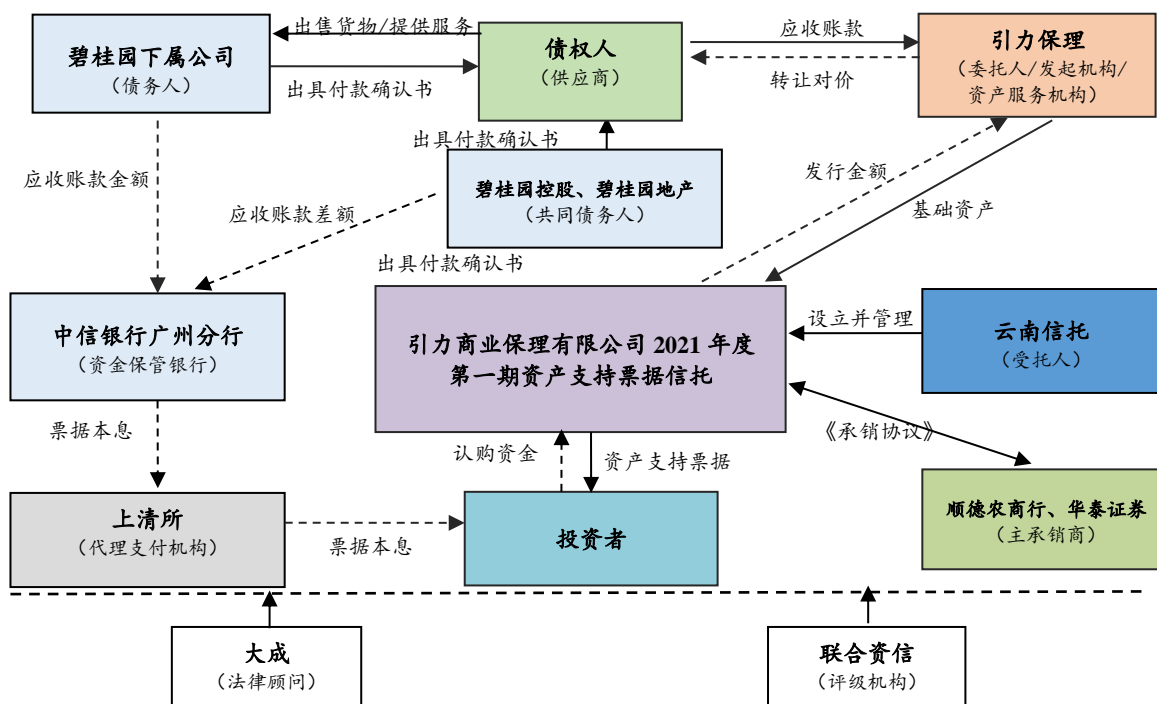 出售货物/提供服务
碧桂园下属公司
（债务人）
出具付款确认书
债权人
（供应商）
应收账款
转让对价
引力保理
（委托人/发起机构/
资产服务机构）
出具付款确认书
应收账款金额
应收账款差额
碧桂园控股、碧桂园地产
（共同债务人）
发行金额
基础资产
出具付款确认书
中信银行广州分行
（资金保管银行）
引力商业保理有限公司 2021 年度
第一期资产支持票据信托
设立并管理
云南信托
（受托人）
票据本息
认购资金
资产支持票据
《承销协议》
上清所
（代理支付机构）
票据本息
投资者
顺德农商行、华泰证券
（主承销商）
大成
（法律顾问）
联合资信
（评级机构）